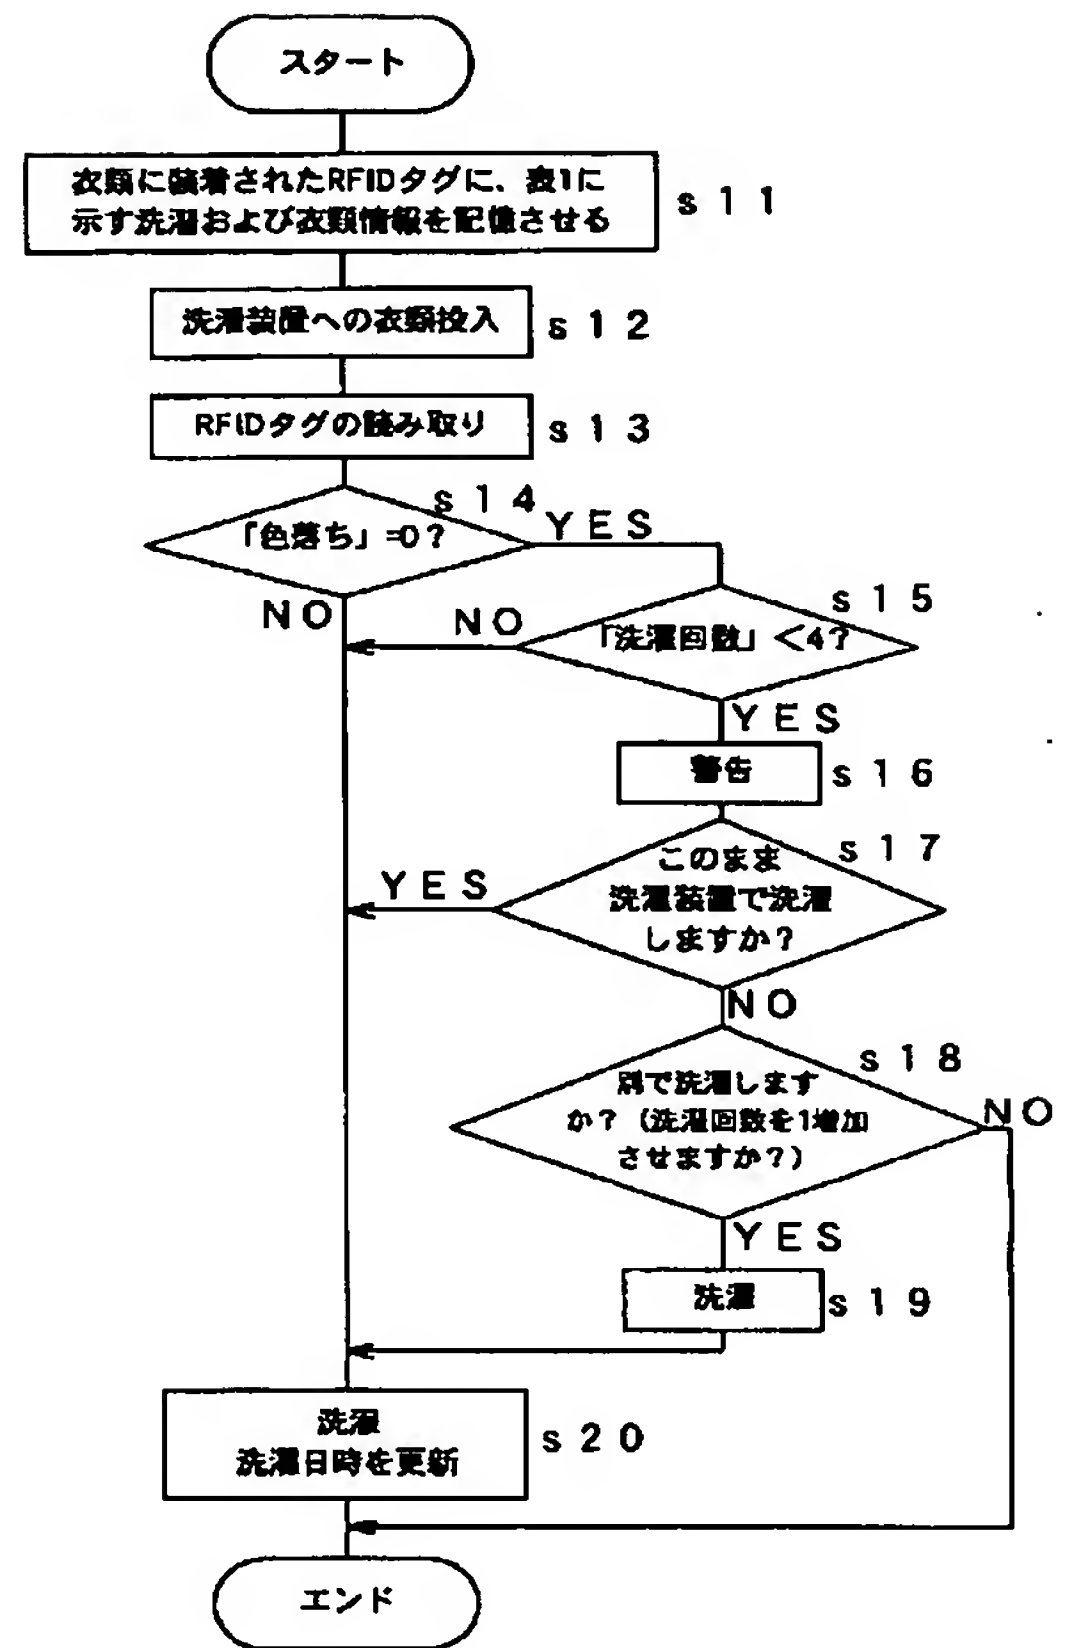 スタート
衣類に装着されたRFIDタグに、表1に
示す洗濯および衣類情報を記憶させる
s11
洗濯装置への衣類投入
s12
RFIDタグの読み取り
s13
s14
「色落ち」=0?
YES
NO
s15
NO
「洗濯回数」<4?
YES
警告
s16
s17
YES
このまま
洗濯装置で洗濯
しますか?
NO
s18
別で洗濯します
か?(洗濯回数を1増加
させますか?)
NO
YES
洗濯
s19
洗濯
洗濯日時を更新
s20
エンド